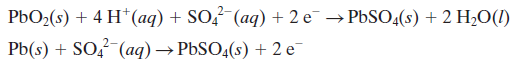 PbO₂(s) + 4 H⁺(aq) + SO₄²⁻(aq) + 2 e⁻ → PbSO₄(s) + 2 H₂O(l)
Pb(s) + SO₄²⁻(aq) → PbSO₄(s) + 2 e⁻